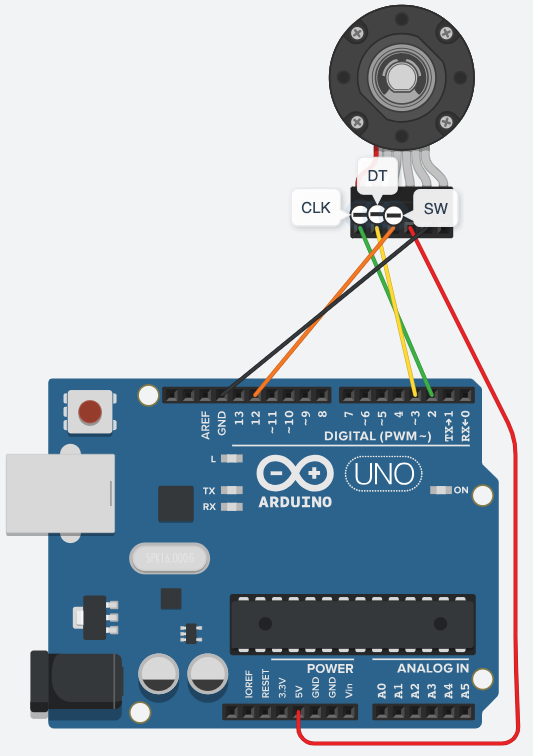 DT
CLK
SW
AREF
GND
13
12
~11
~10
~9
8
7
~6
~5
4
~3
2
TX→1
RX←0
DIGITAL (PWM~)
L
TX
RX
ARDUINO
UNO
ON
SPK16.000G
POWER
ANALOG IN
IOREF
RESET
3.3V
5V
GND
GND
Vin
A0
A1
A2
A3
A4
A5